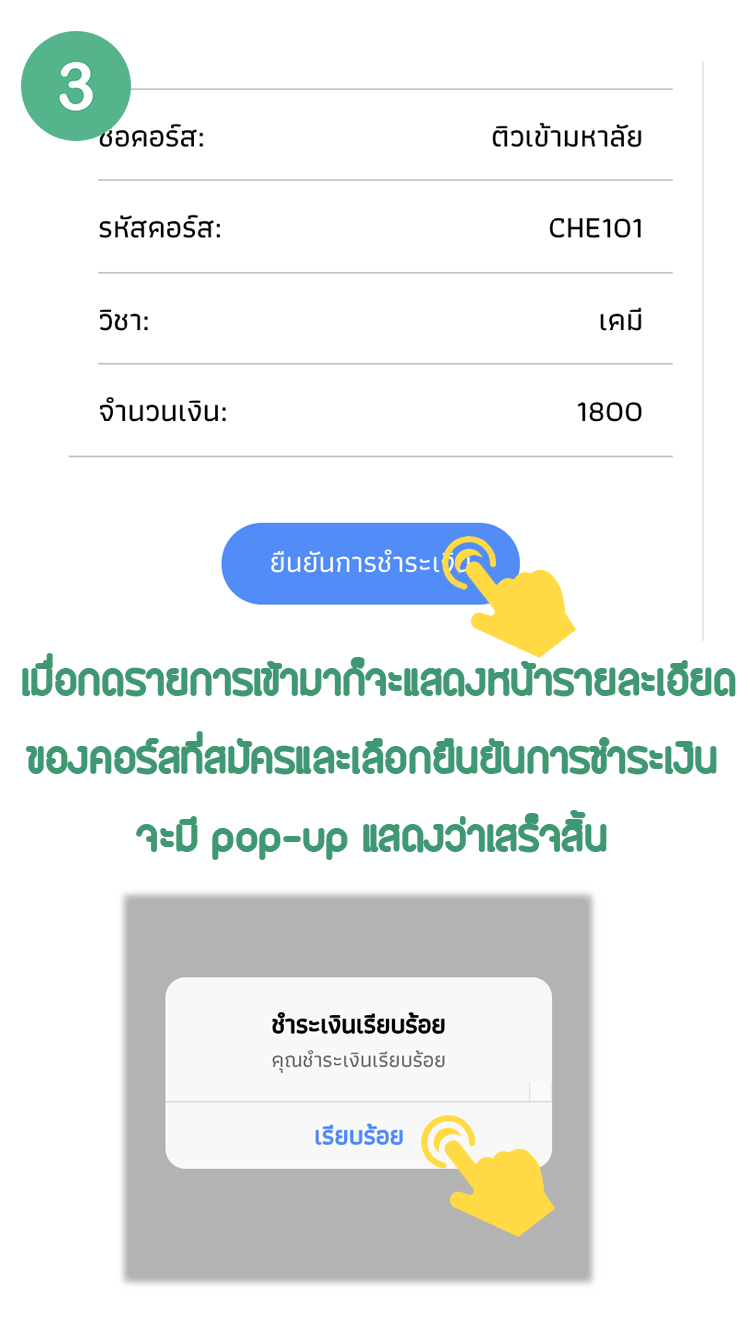 3
ชื่อคอร์ส: ติวเข้ามหาลัย
รหัสคอร์ส: CHE101
วิชา: เคมี
จำนวนเงิน: 1800
ยืนยันการชำระเงิน
เมื่อกดรายการเข้ามาก็จะแสดงหน้ารายละเอียด
ของคอร์สที่สมัครและเลือกยืนยันการชำระเงิน
จะมี pop-up แสดงว่าเสร็จสิ้น
ชำระเงินเรียบร้อย
คุณชำระเงินเรียบร้อย
เรียบร้อย